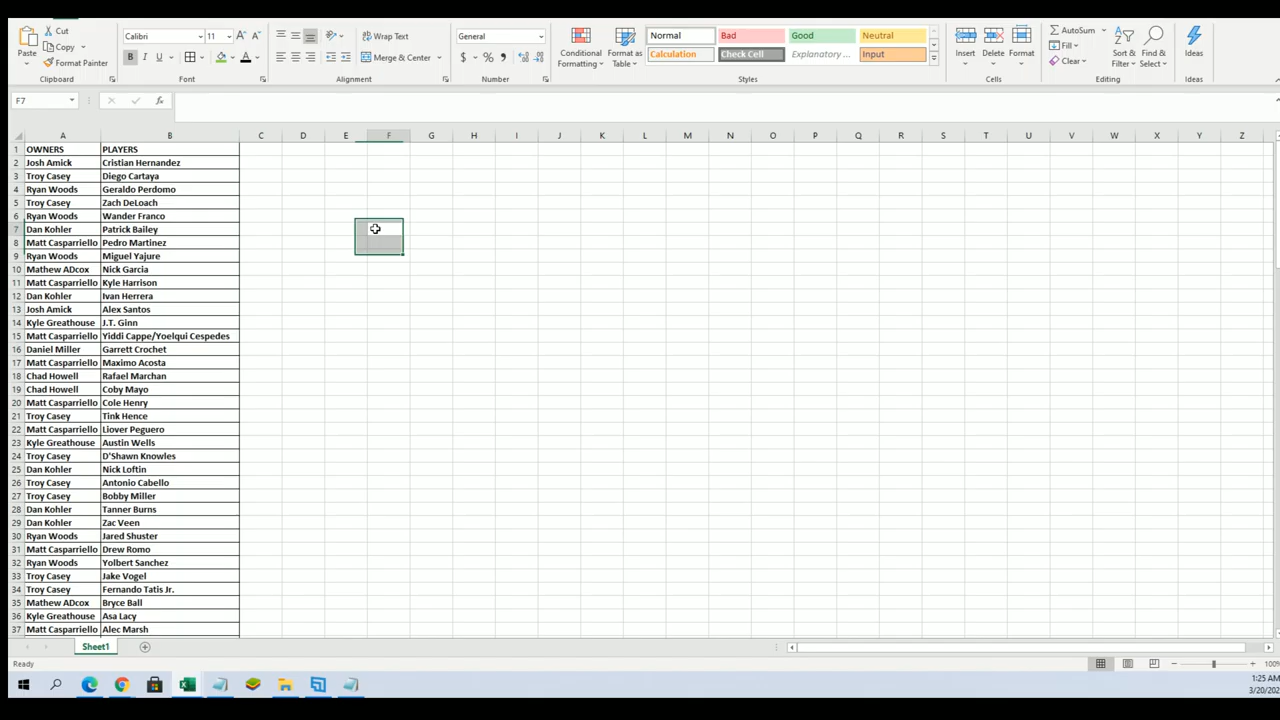 Cut
Copy
Format Painter
Paste
Clipboard
Calibri 11 A A
B I U A
Font
Wrap Text
Merge & Center
Alignment
General
$ % 9
Number
Conditional Formatting
Format as Table
Normal Bad Good Neutral
Calculation Check Cell Explanatory ... Input
Styles
Insert Delete Format
Cells
AutoSum
Fill
Clear
Sort & Filter
Find & Select
Editing
Ideas
Ideas
F7 fx
A B C D E F G H I J K L M N O P Q R S T U V W X Y Z
1 OWNERS PLAYERS
2 Josh Amick Cristian Hernandez
3 Troy Casey Diego Cartaya
4 Ryan Woods Geraldo Perdomo
5 Troy Casey Zach DeLoach
6 Ryan Woods Wander Franco
7 Dan Kohler Patrick Bailey
8 Matt Casparriello Pedro Martinez
9 Ryan Woods Miguel Yajure
10 Mathew ADcox Nick Garcia
11 Matt Casparriello Kyle Harrison
12 Dan Kohler Ivan Herrera
13 Josh Amick Alex Santos
14 Kyle Greathouse J.T. Ginn
15 Matt Casparriello Yiddi Cappe/Yoelqui Cespedes
16 Daniel Miller Garrett Crochet
17 Matt Casparriello Maximo Acosta
18 Chad Howell Rafael Marchan
19 Chad Howell Coby Mayo
20 Matt Casparriello Cole Henry
21 Troy Casey Tink Hence
22 Matt Casparriello Liover Peguero
23 Kyle Greathouse Austin Wells
24 Troy Casey D'Shawn Knowles
25 Dan Kohler Nick Loftin
26 Troy Casey Antonio Cabello
27 Troy Casey Bobby Miller
28 Dan Kohler Tanner Burns
29 Dan Kohler Zac Veen
30 Ryan Woods Jared Shuster
31 Matt Casparriello Drew Romo
32 Ryan Woods Yolbert Sanchez
33 Troy Casey Jake Vogel
34 Troy Casey Fernando Tatis Jr.
35 Mathew ADcox Bryce Ball
36 Kyle Greathouse Asa Lacy
37 Matt Casparriello Alec Marsh
Sheet1
Ready
100%
1:25 AM
3/20/202